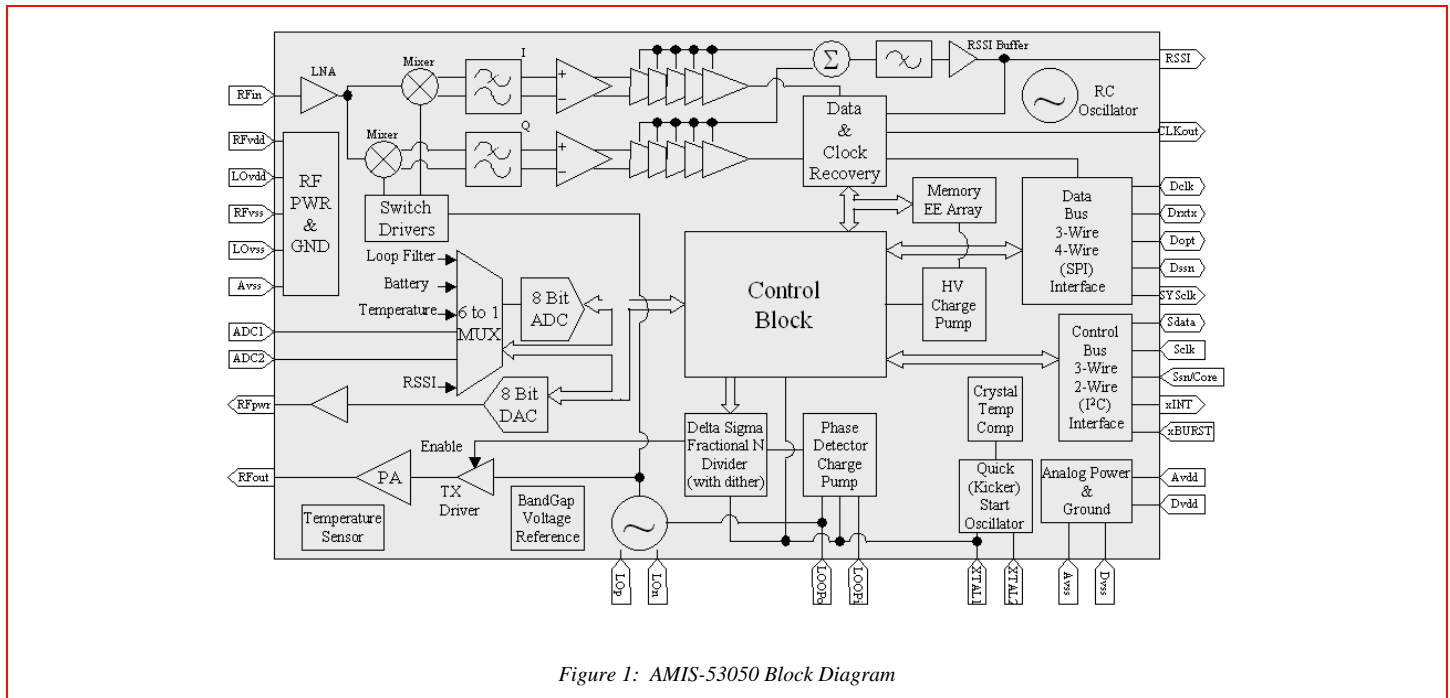 LNA
Mixer
I
Σ
RSSI Buffer
RSSI
RFin
RC
Oscillator
Data
&
Clock
Recovery
CLKout
RFvdd
LOvdd
RFvss
LOvss
Avss
RF
PWR
&
GND
Mixer
Q
Switch
Drivers
Memory
EE Array
Data
Bus
3-Wire
4-Wire
(SPI)
Interface
Dclk
Drxtx
Dopt
Dssn
SYSclk
Loop Filter
Battery
Temperature
6 to 1
MUX
8 Bit
ADC
Control
Block
HV
Charge
Pump
ADC1
ADC2
RSSI
Control
Bus
3-Wire
2-Wire
(I²C)
Interface
Sdata
Sclk
Ssn/Core
xINT
xBURST
RFpwr
8 Bit
DAC
Crystal
Temp
Comp
Enable
Delta Sigma
Fractional N
Divider
(with dither)
Phase
Detector
Charge
Pump
Quick
(Kicker)
Start
Oscillator
Analog Power
&
Ground
Avdd
Dvdd
RFout
PA
TX
Driver
Temperature
Sensor
BandGap
Voltage
Reference
LOp
LOn
LOOPo
LOOPi
XTAL1
XTAL2
Avss
Dvss
Figure 1: AMIS-53050 Block Diagram